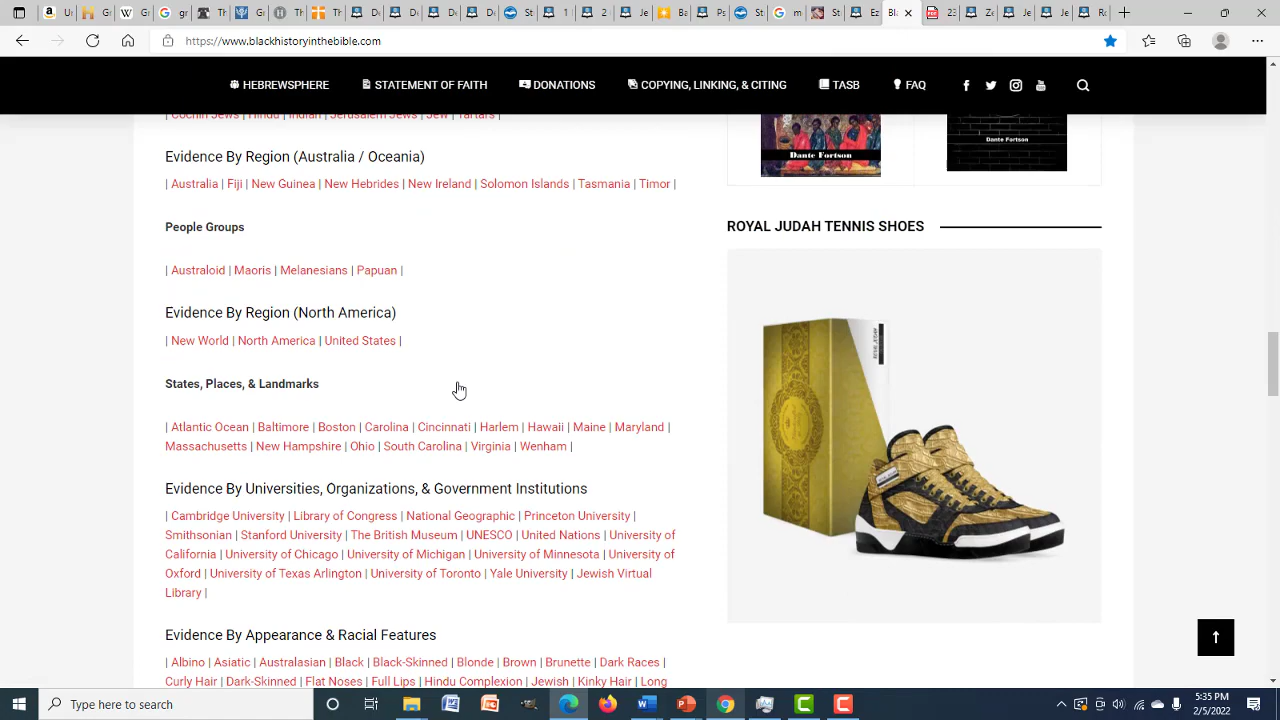 https://www.blackhistoryinthebible.com
HEBREWSPHERE STATEMENT OF FAITH DONATIONS COPYING, LINKING, & CITING TASB FAQ
| Cochin Jews | Hindu | Indian | Jerusalem Jews | Jew | Tartars |
Evidence By Region (Australia / Oceania)
| Australia | Fiji | New Guinea | New Hebrides | New Ireland | Solomon Islands | Tasmania | Timor |
People Groups
| Australoid | Maoris | Melanesians | Papuan |
Evidence By Region (North America)
| New World | North America | United States |
States, Places, & Landmarks
| Atlantic Ocean | Baltimore | Boston | Carolina | Cincinnati | Harlem | Hawaii | Maine | Maryland |
Massachusetts | New Hampshire | Ohio | South Carolina | Virginia | Wenham |
Evidence By Universities, Organizations, & Government Institutions
| Cambridge University | Library of Congress | National Geographic | Princeton University |
Smithsonian | Stanford University | The British Museum | UNESCO | United Nations | University of
California | University of Chicago | University of Michigan | University of Minnesota | University of
Oxford | University of Texas Arlington | University of Toronto | Yale University | Jewish Virtual
Library |
Evidence By Appearance & Racial Features
| Albino | Asiatic | Australasian | Black | Black-Skinned | Blonde | Brown | Brunette | Dark Races |
Curly Hair | Dark-Skinned | Flat Noses | Full Lips | Hindu Complexion | Jewish | Kinky Hair | Long
Dante Fortson
Dante Fortson
ROYAL JUDAH TENNIS SHOES
Type here to search
5:35 PM
2/5/2022